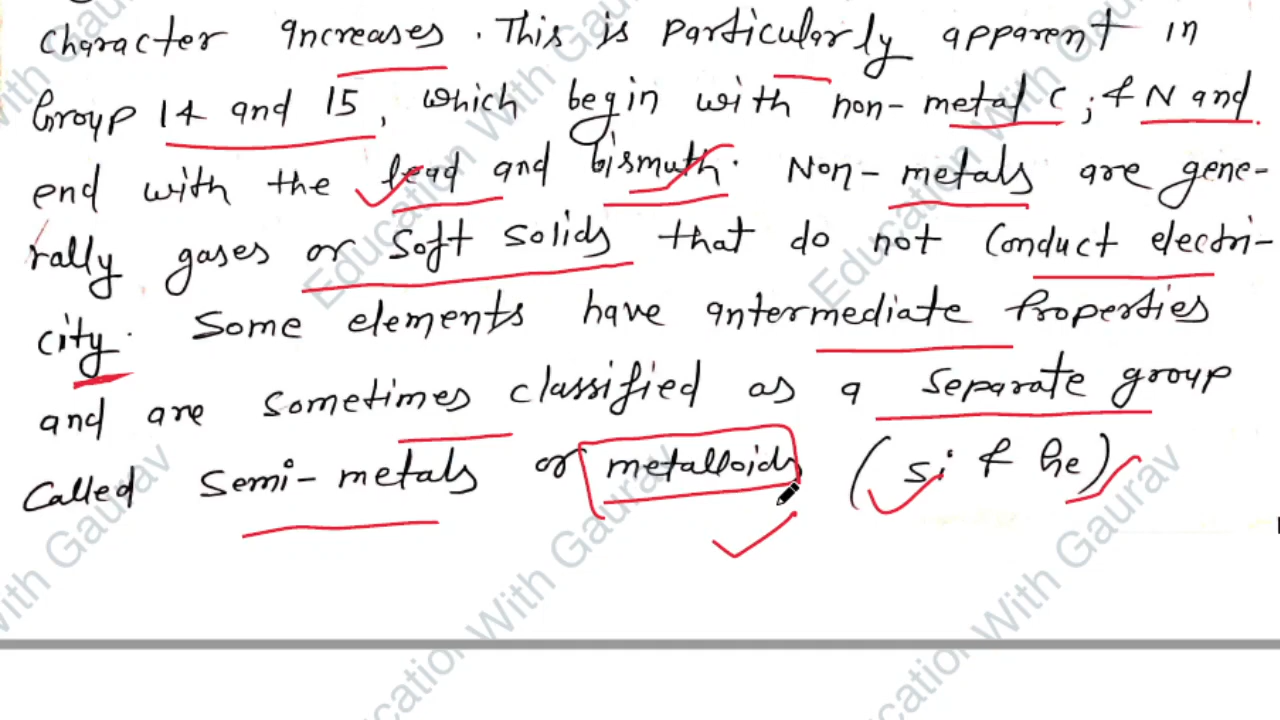 character increases. This is particularly apparent in
Group 14 and 15, which begin with non-metal C; & N and
end with the lead and bismuth. Non-metals are gene-
rally gases or soft solids that do not conduct electri-
city. Some elements have intermediate properties
and are sometimes classified as a separate group
called semi-metals or metalloids (Si & Ge)
Education With Gaurav